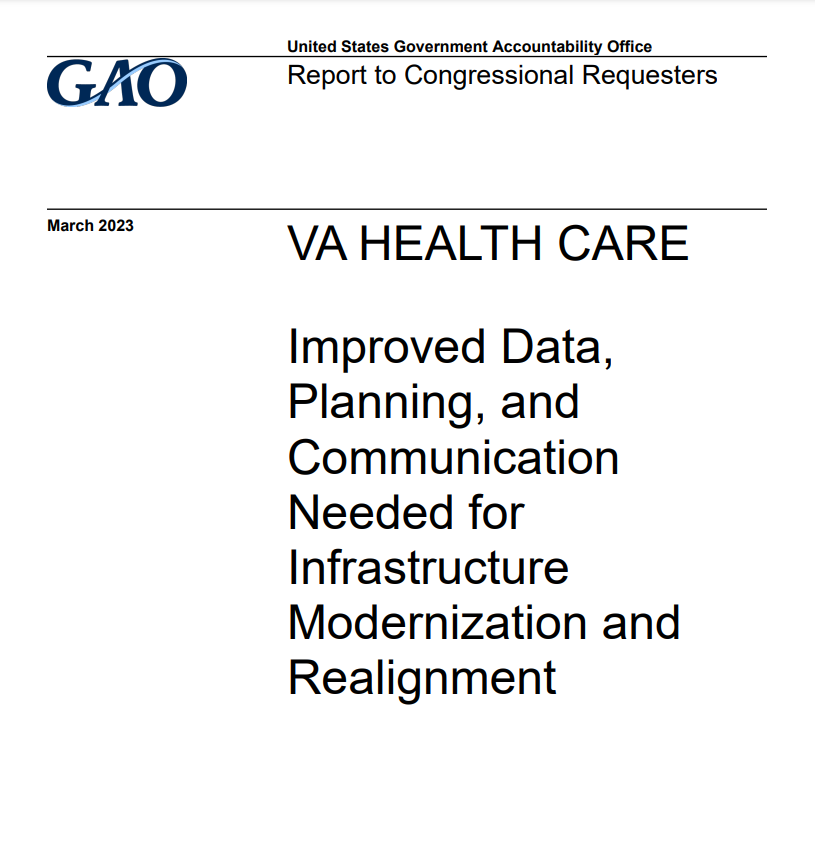 United States Government Accountability Office
GAO
Report to Congressional Requesters
March 2023
VA HEALTH CARE
Improved Data,
Planning, and
Communication
Needed for
Infrastructure
Modernization and
Realignment